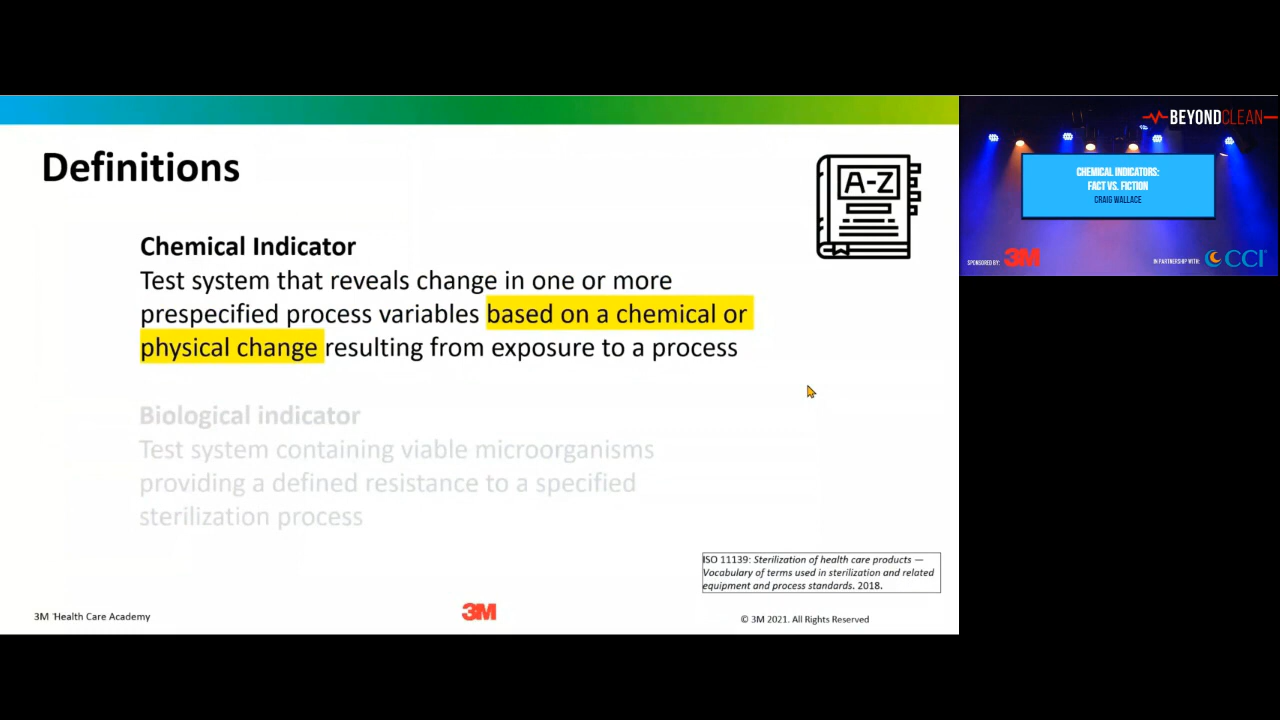 Definitions
A-Z
Chemical Indicator
Test system that reveals change in one or more
prespecified process variables based on a chemical or
physical change resulting from exposure to a process
Biological indicator
Test system containing viable microorganisms
providing a defined resistance to a specified
sterilization process
ISO 11139: Sterilization of health care products —
Vocabulary of terms used in sterilization and related
equipment and process standards. 2018.
3M Health Care Academy
3M
© 3M 2021. All Rights Reserved
BEYONDCLEAN
CHEMICAL INDICATORS:
FACT VS. FICTION
CRAIG WALLACE
SPONSORED BY: 3M
IN PARTNERSHIP WITH: CCI